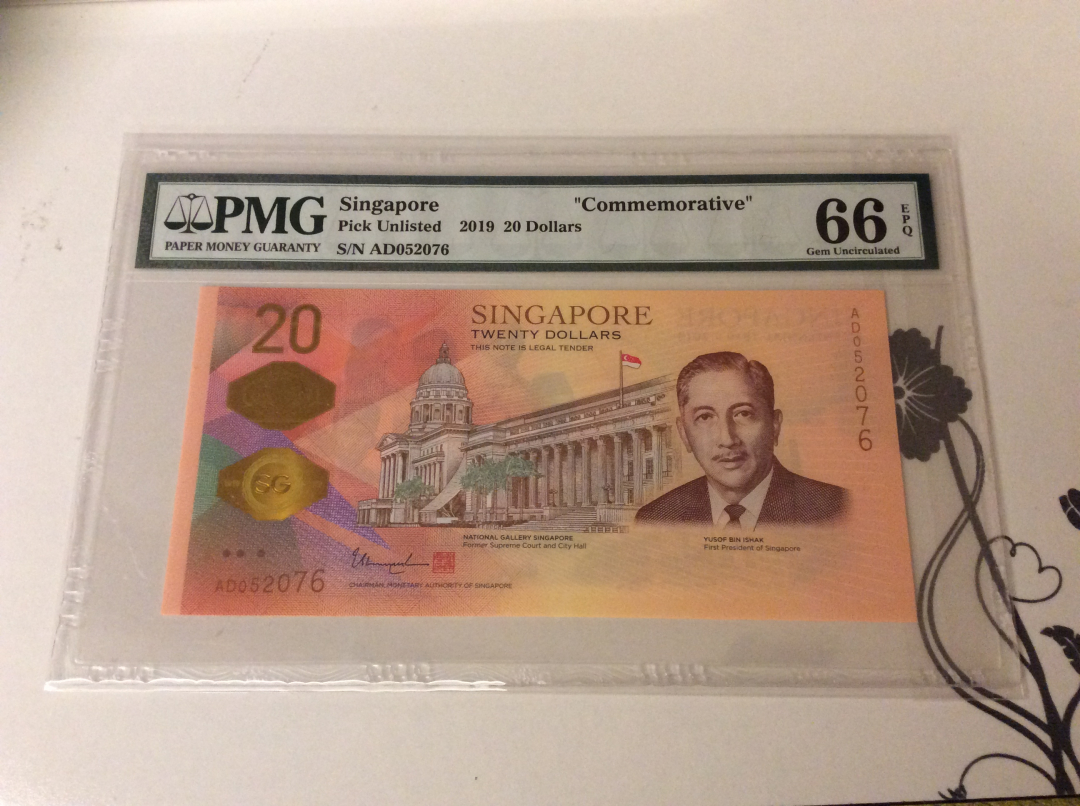 PMG
PAPER MONEY GUARANTY
Singapore "Commemorative"
Pick Unlisted 2019 20 Dollars
S/N AD052076
66
EPQ
Gem Uncirculated
20
SINGAPORE
TWENTY DOLLARS
THIS NOTE IS LEGAL TENDER
AD052076
SG
NATIONAL GALLERY SINGAPORE
Former Supreme Court and City Hall
YUSOF BIN ISHAK
First President of Singapore
AD052076
CHAIRMAN, MONETARY AUTHORITY OF SINGAPORE